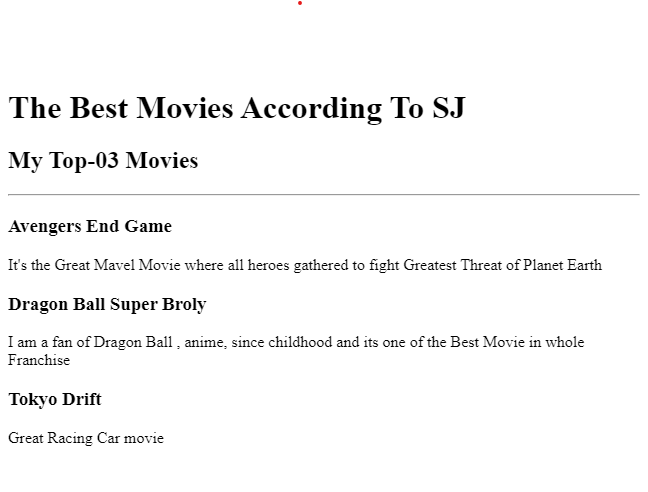 The Best Movies According To SJ
My Top-03 Movies
Avengers End Game
It's the Great Mavel Movie where all heroes gathered to fight Greatest Threat of Planet Earth
Dragon Ball Super Broly
I am a fan of Dragon Ball , anime, since childhood and its one of the Best Movie in whole
Franchise
Tokyo Drift
Great Racing Car movie